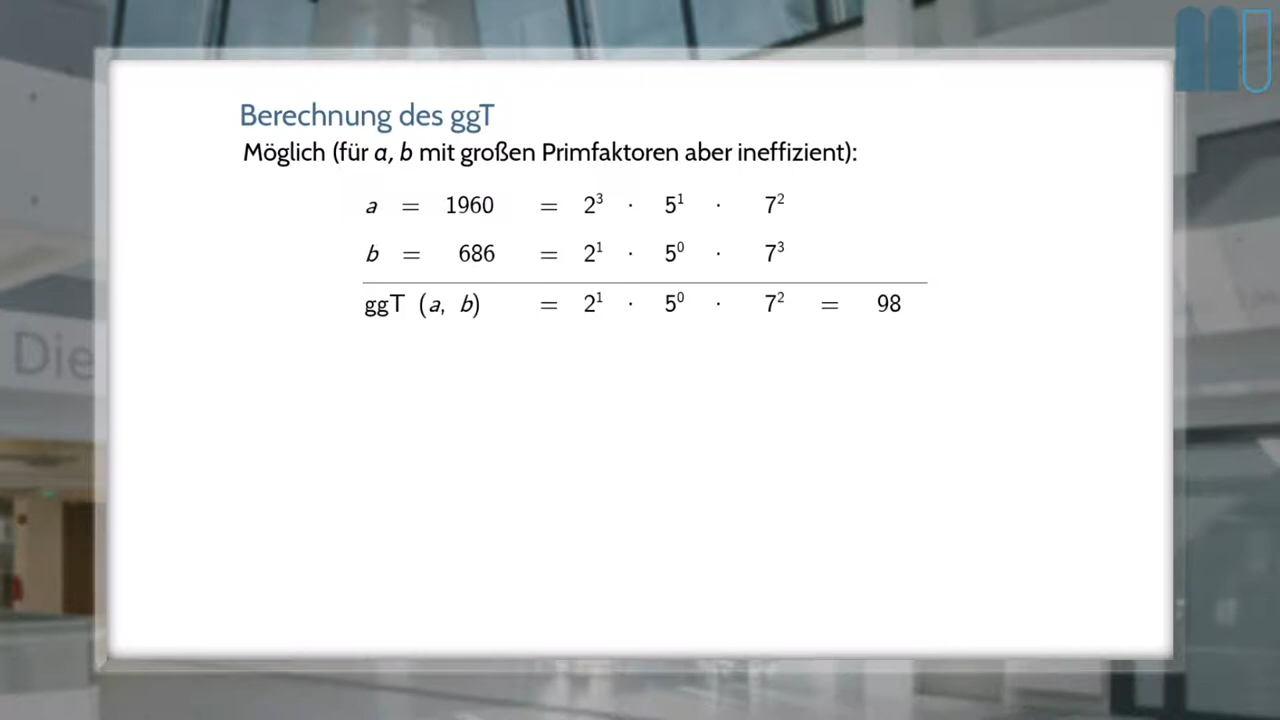 Berechnung des ggT
Möglich (für a, b mit großen Primfaktoren aber ineffizient):
a = 1960 = 2³ · 5¹ · 7²
b = 686 = 2¹ · 5⁰ · 7³
ggT (a, b) = 2¹ · 5⁰ · 7² = 98
Die